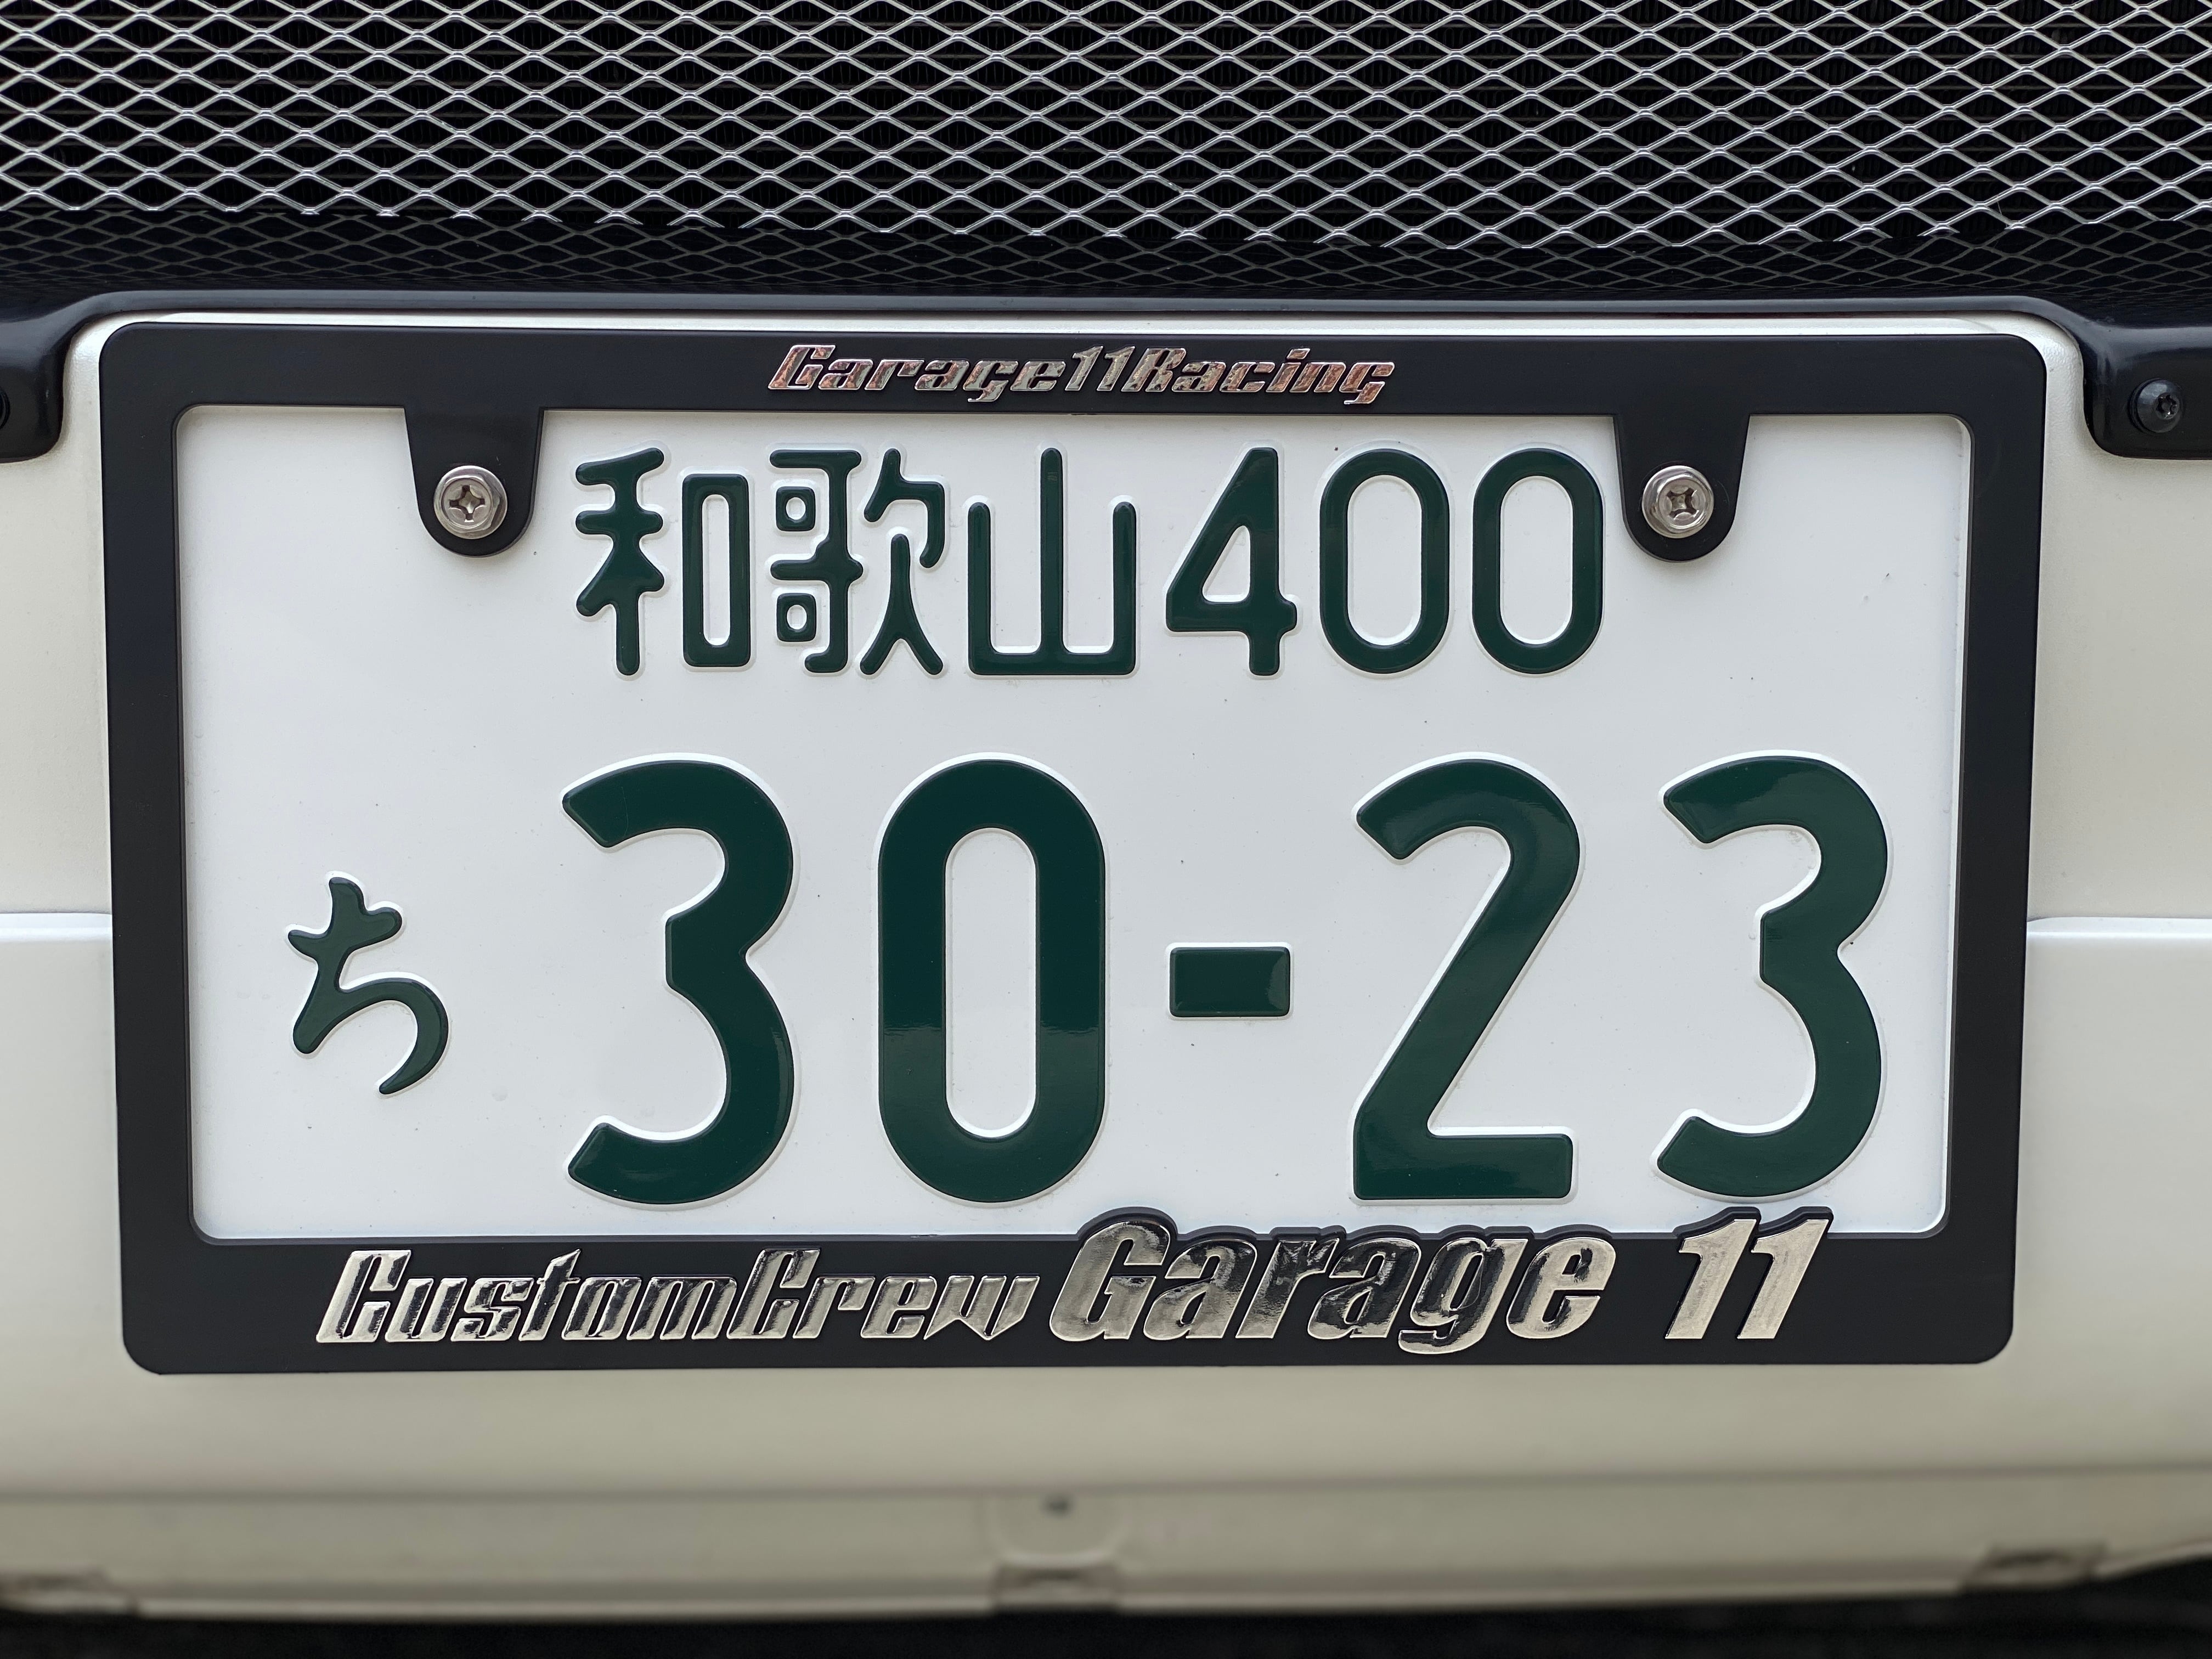 Garage11Racing
和歌山400
ち 30-23
CustomCrew Garage 11